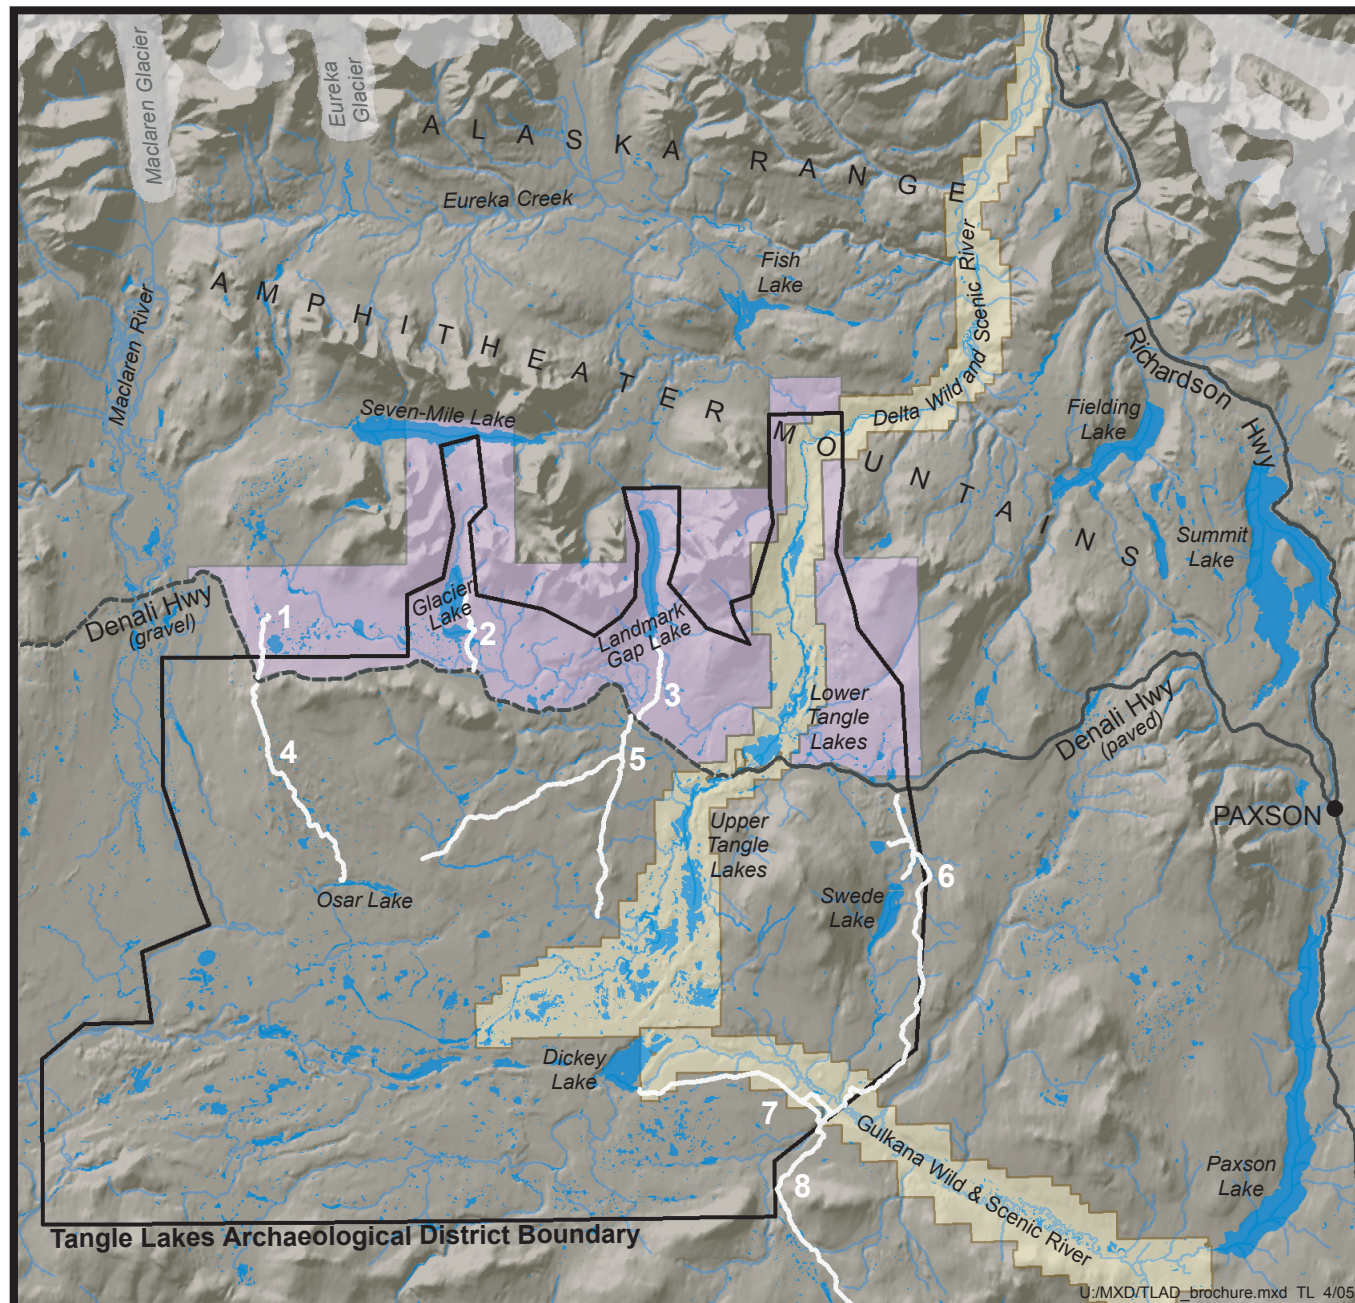 Maclaren Glacier
Eureka
Glacier
ALASKA RANGE
Eureka Creek
Fish
Lake
Maclaren River
AMPHITHEATER MOUNTAINS
Delta Wild and Scenic River
Richardson Hwy
Fielding
Lake
Seven-Mile Lake
Summit
Lake
Denali Hwy
(gravel)
1
Glacier
Lake
2
Landmark
Gap Lake
3
Lower
Tangle
Lakes
Denali Hwy
(paved)
4
5
Upper
Tangle
Lakes
PAXSON
6
Swede
Lake
Osar Lake
Dickey
Lake
7
Gulkana Wild & Scenic River
8
Paxson
Lake
Tangle Lakes Archaeological District Boundary
U:/MXD/TLAD_brochure.mxd TL 4/05